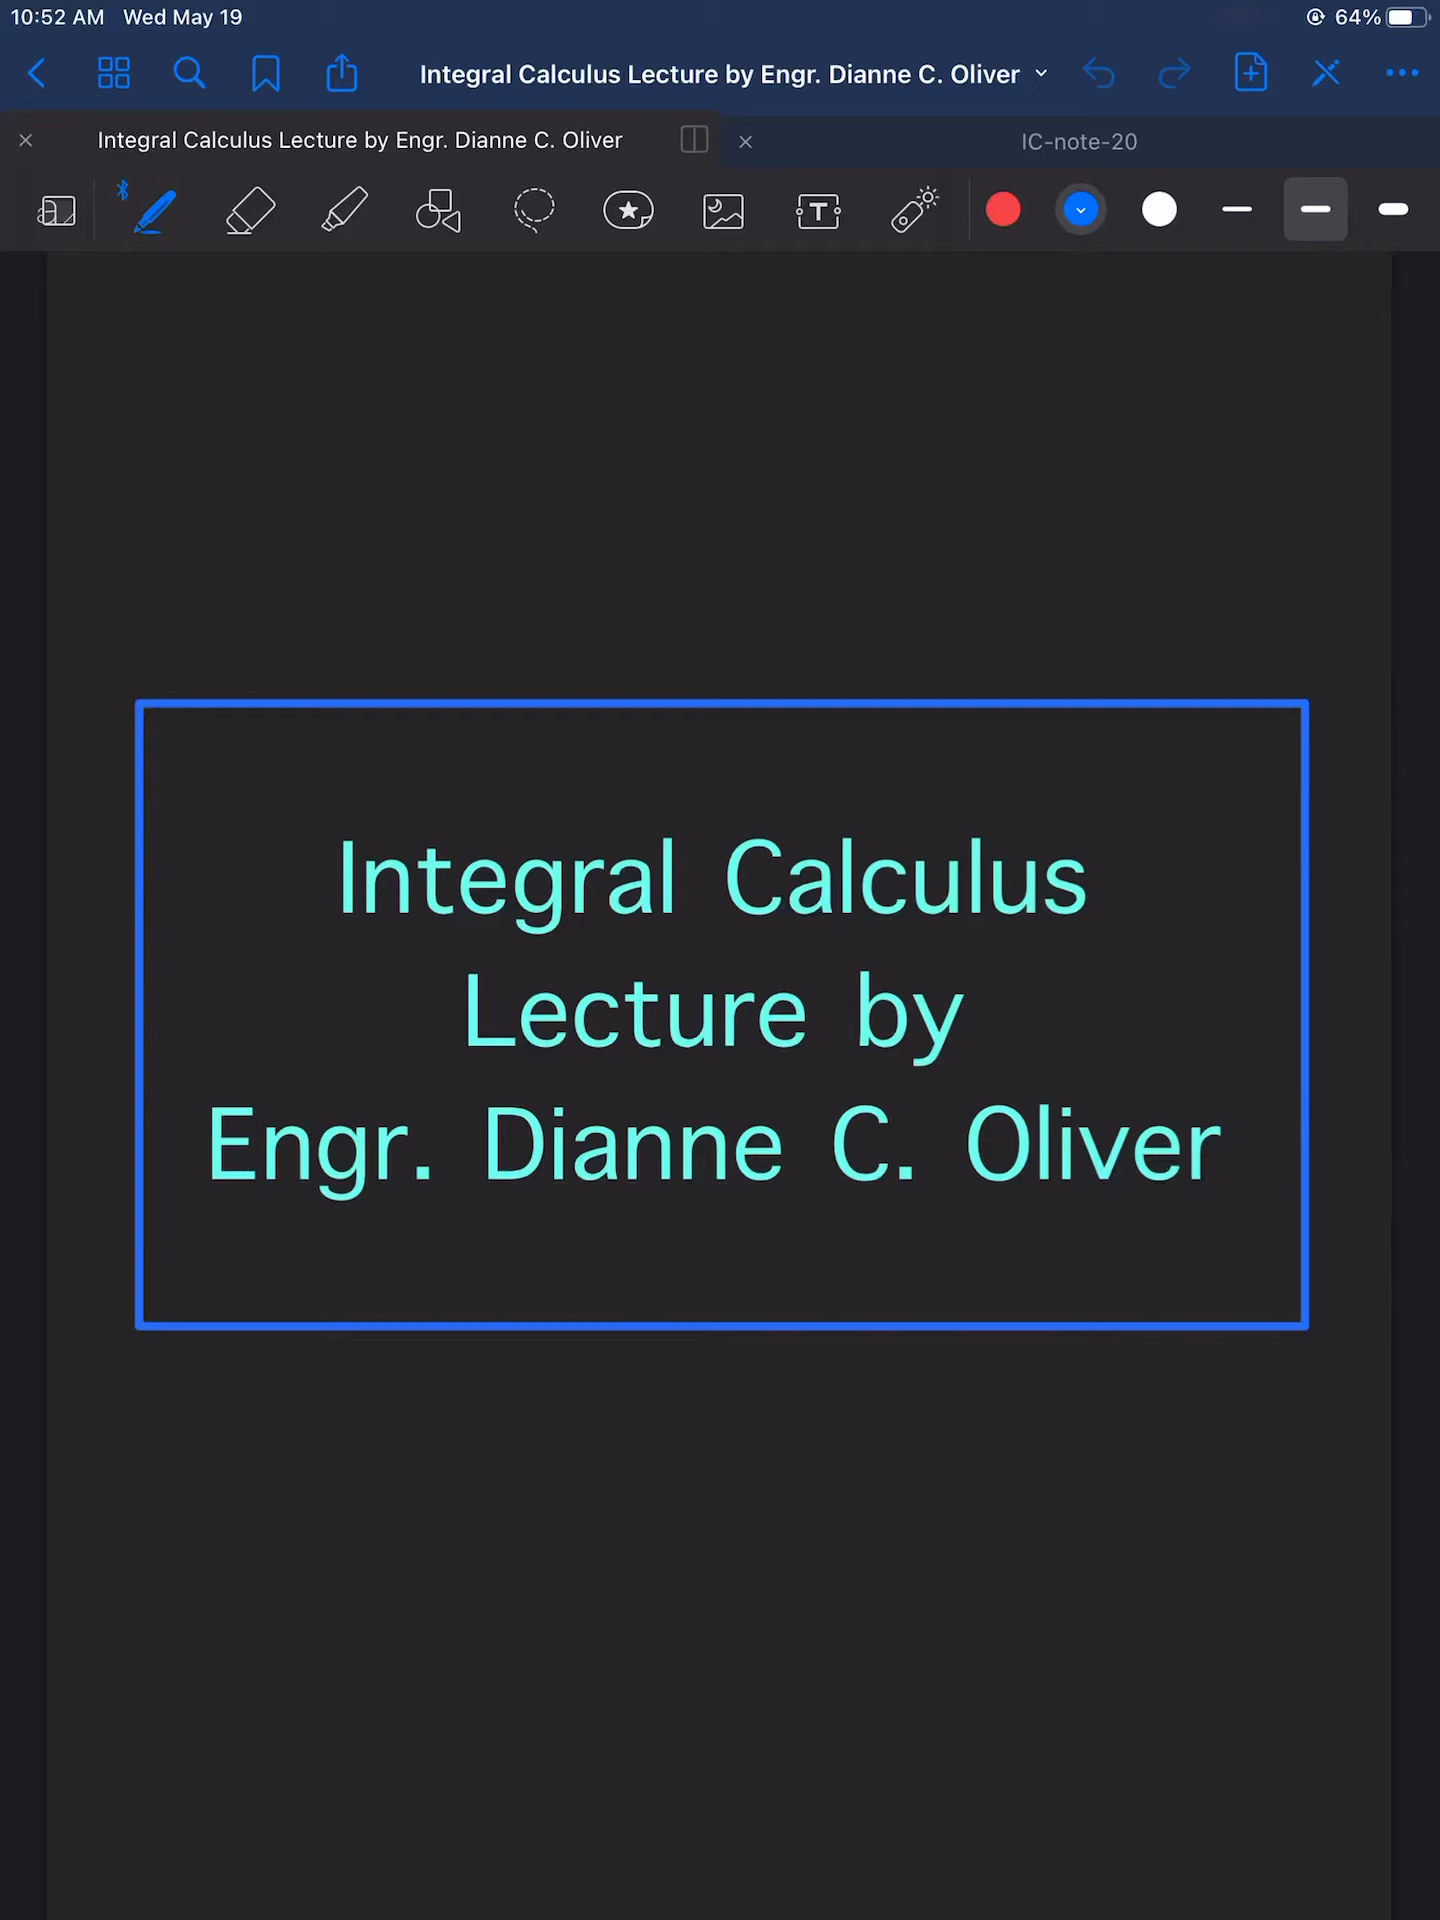 10:52 AM Wed May 19 64%
Integral Calculus Lecture by Engr. Dianne C. Oliver
Integral Calculus Lecture by Engr. Dianne C. Oliver IC-note-20
T
Integral Calculus
Lecture by
Engr. Dianne C. Oliver